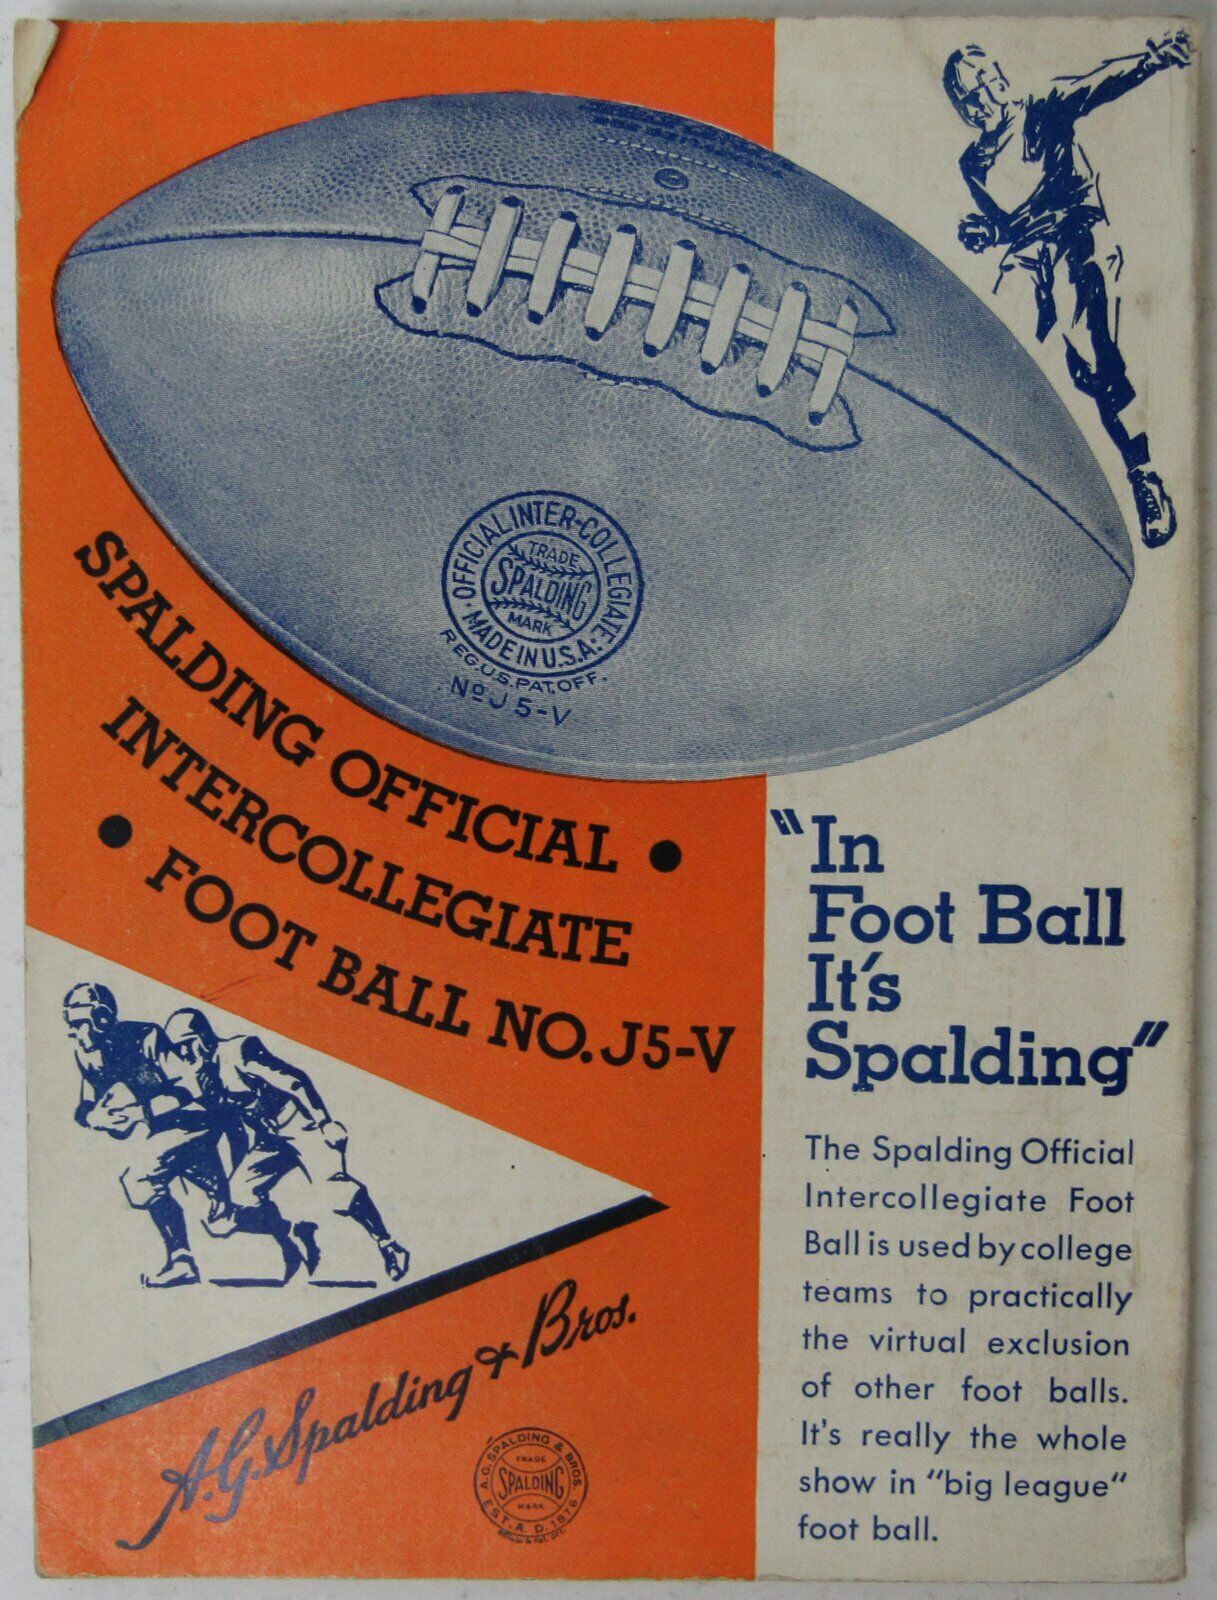 OFFICIAL INTER-COLLEGIATE
TRADE
SPALDING
MARK
MADE IN U.S.A.
REG. U.S. PAT. OFF.
No J5-V
SPALDING OFFICIAL
INTERCOLLEGIATE
FOOT BALL NO. J5-V
"In
Foot Ball
It's
Spalding"
The Spalding Official
Intercollegiate Foot
Ball is used by college
teams to practically
the virtual exclusion
of other foot balls.
It's really the whole
show in "big league"
foot ball.
A.G. Spalding & Bros.
A.G. SPALDING & BROS.
TRADE
SPALDING
MARK
EST. A. D. 1876